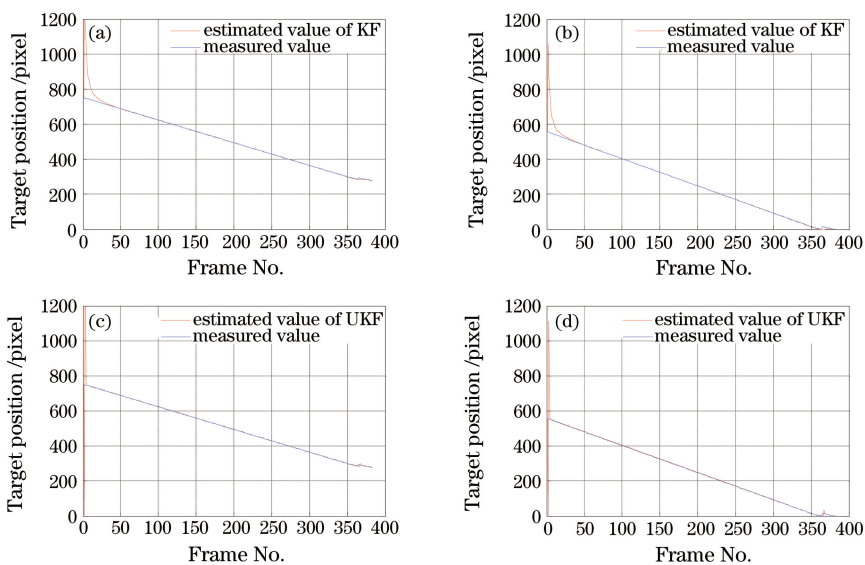 (a)
estimated value of KF
measured value
Target position /pixel
1200
1000
800
600
400
200
0
0 50 100 150 200 250 300 350 400
Frame No.
(b)
estimated value of KF
measured value
Target position /pixel
1200
1000
800
600
400
200
0
0 50 100 150 200 250 300 350 400
Frame No.
(c)
estimated value of UKF
measured value
Target position /pixel
1200
1000
800
600
400
200
0
0 50 100 150 200 250 300 350 400
Frame No.
(d)
estimated value of UKF
measured value
Target position /pixel
1200
1000
800
600
400
200
0
0 50 100 150 200 250 300 350 400
Frame No.